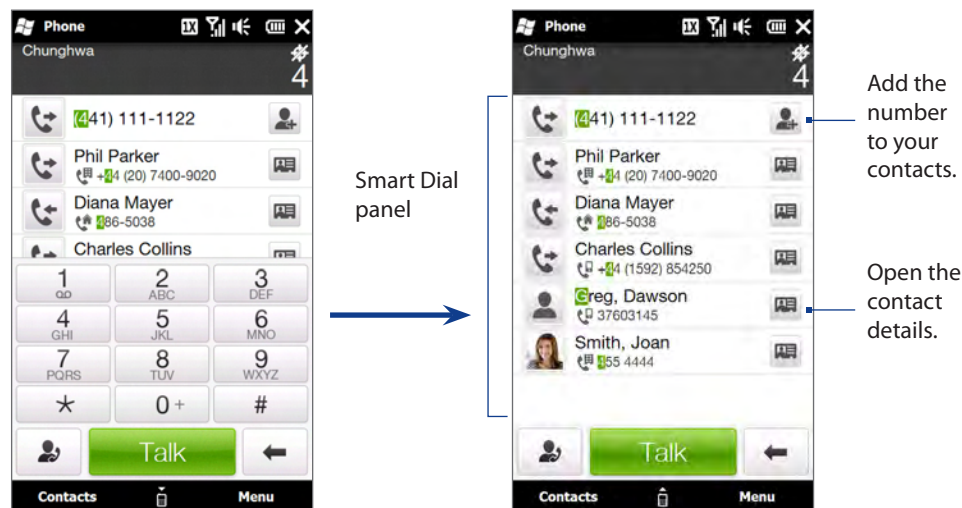 Phone 1X
Chunghwa
4
(441) 111-1122
Phil Parker
+44 (20) 7400-9020
Diana Mayer
486-5038
Charles Collins
1 2 ABC 3 DEF
4 GHI 5 JKL 6 MNO
7 PQRS 8 TUV 9 WXYZ
* 0 + #
Talk
Contacts Menu
Smart Dial
panel
Phone 1X
Chunghwa
4
(441) 111-1122
Phil Parker
+44 (20) 7400-9020
Diana Mayer
486-5038
Charles Collins
+44 (1592) 854250
Greg, Dawson
37603145
Smith, Joan
455 4444
Talk
Contacts Menu
Add the
number
to your
contacts.
Open the
contact
details.